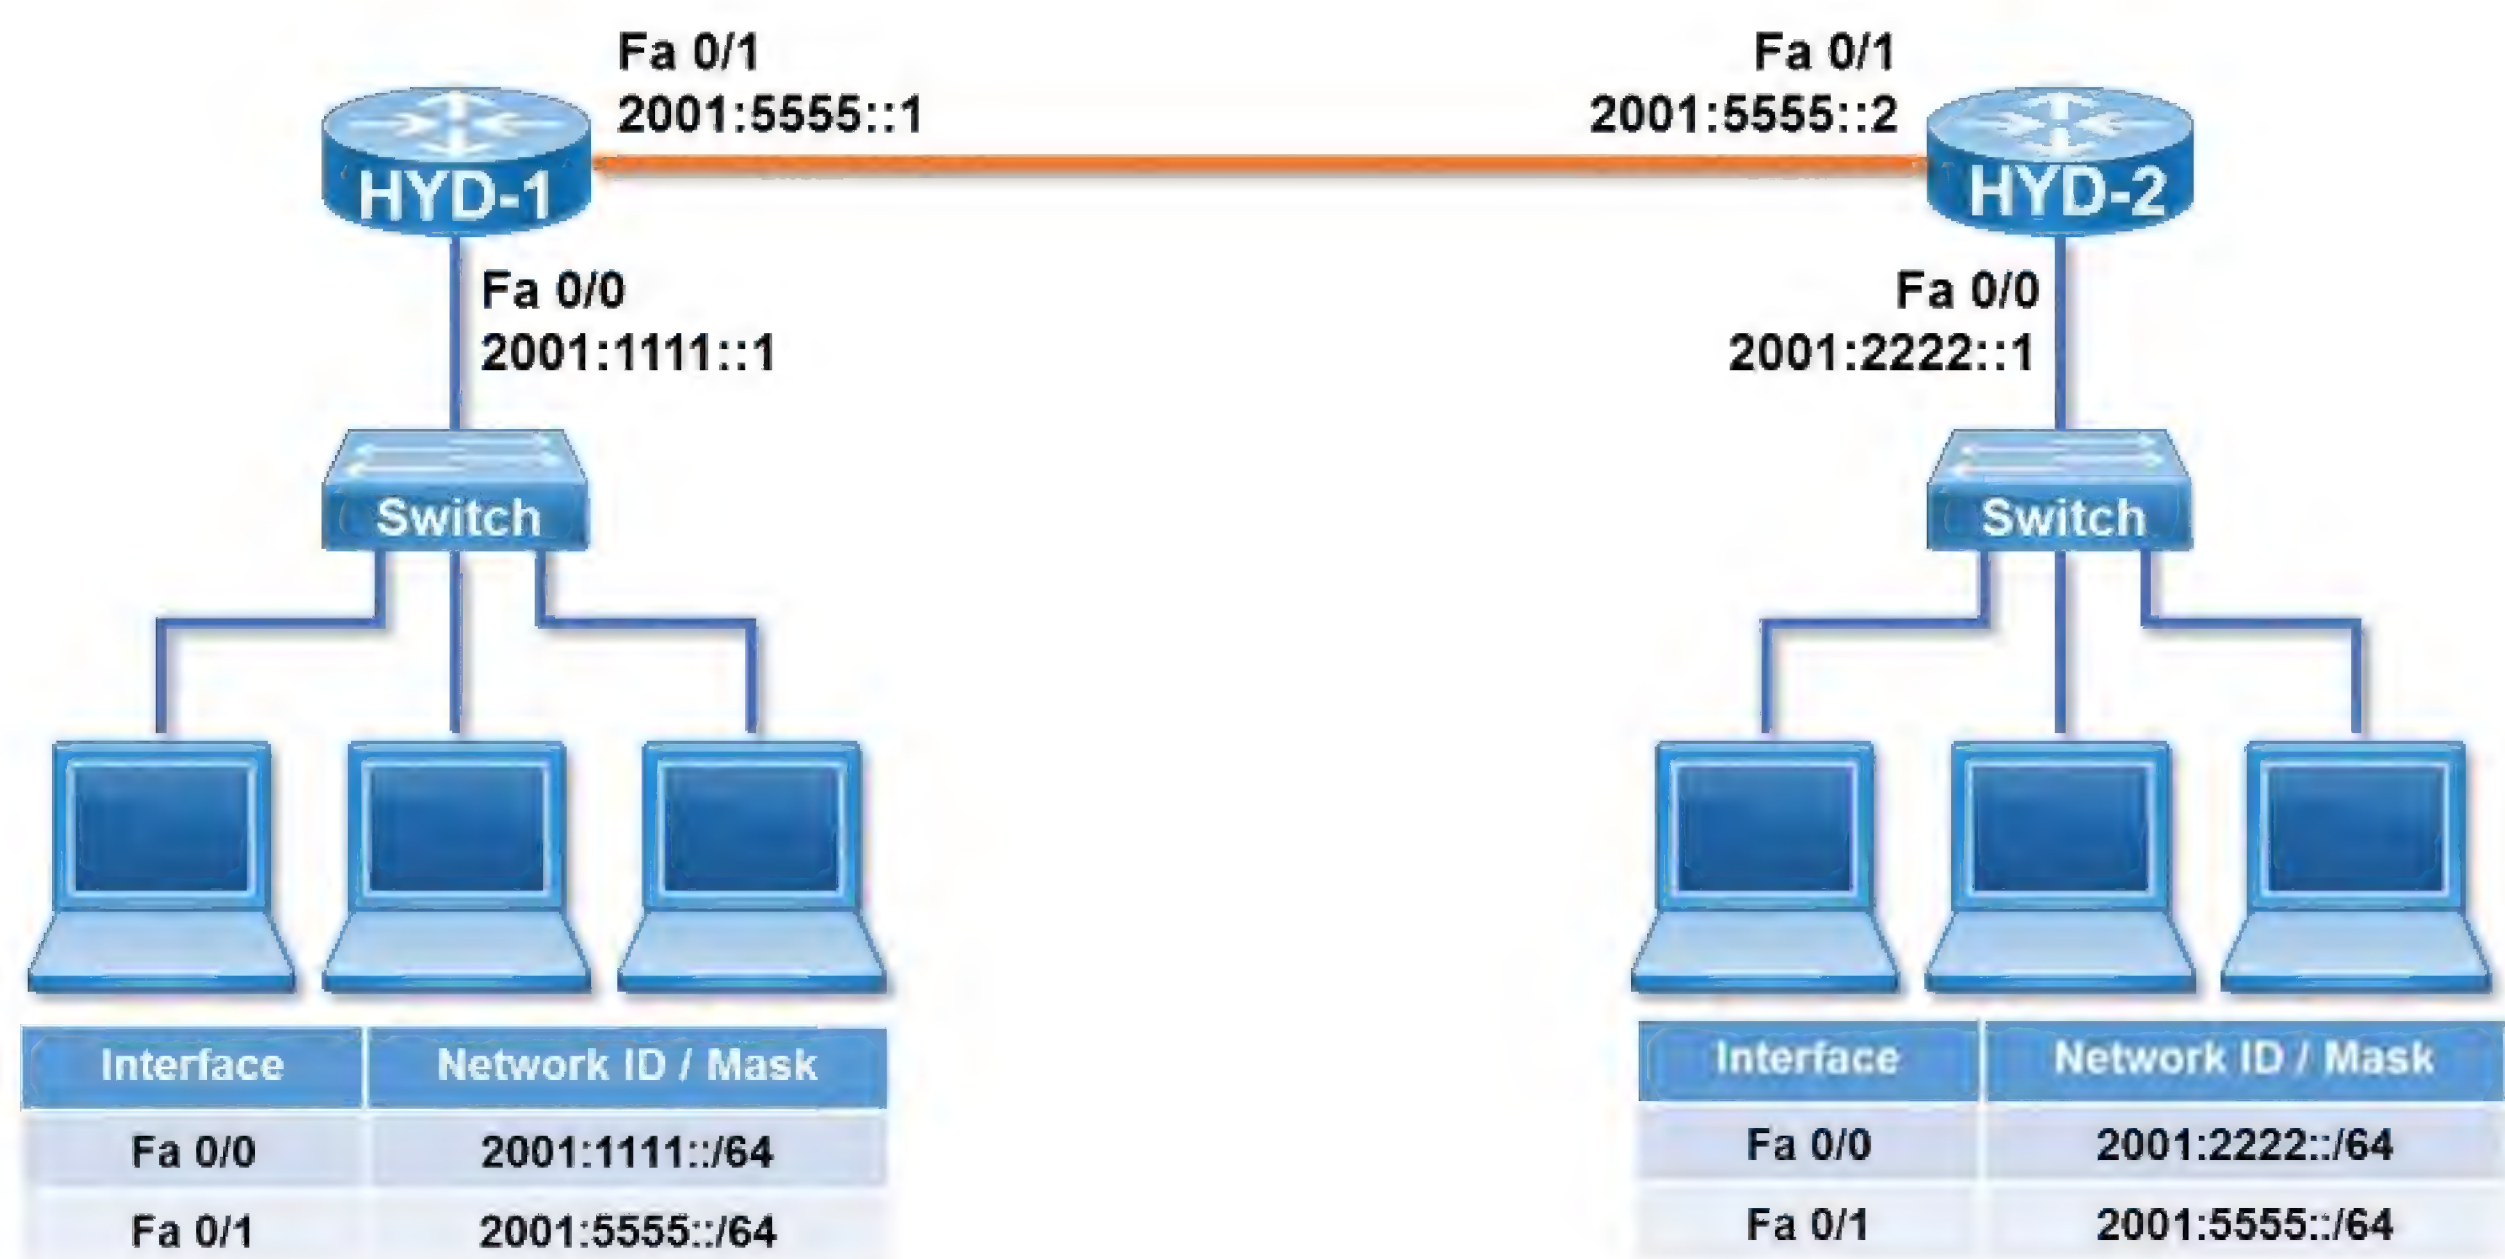 Fa 0/1
2001:5555::1
Fa 0/1
2001:5555::2
HYD-1
HYD-2
Fa 0/0
2001:1111::1
Fa 0/0
2001:2222::1
Switch
Switch
Interface Network ID / Mask
Fa 0/0 2001:1111::/64
Fa 0/1 2001:5555::/64
Interface Network ID / Mask
Fa 0/0 2001:2222::/64
Fa 0/1 2001:5555::/64